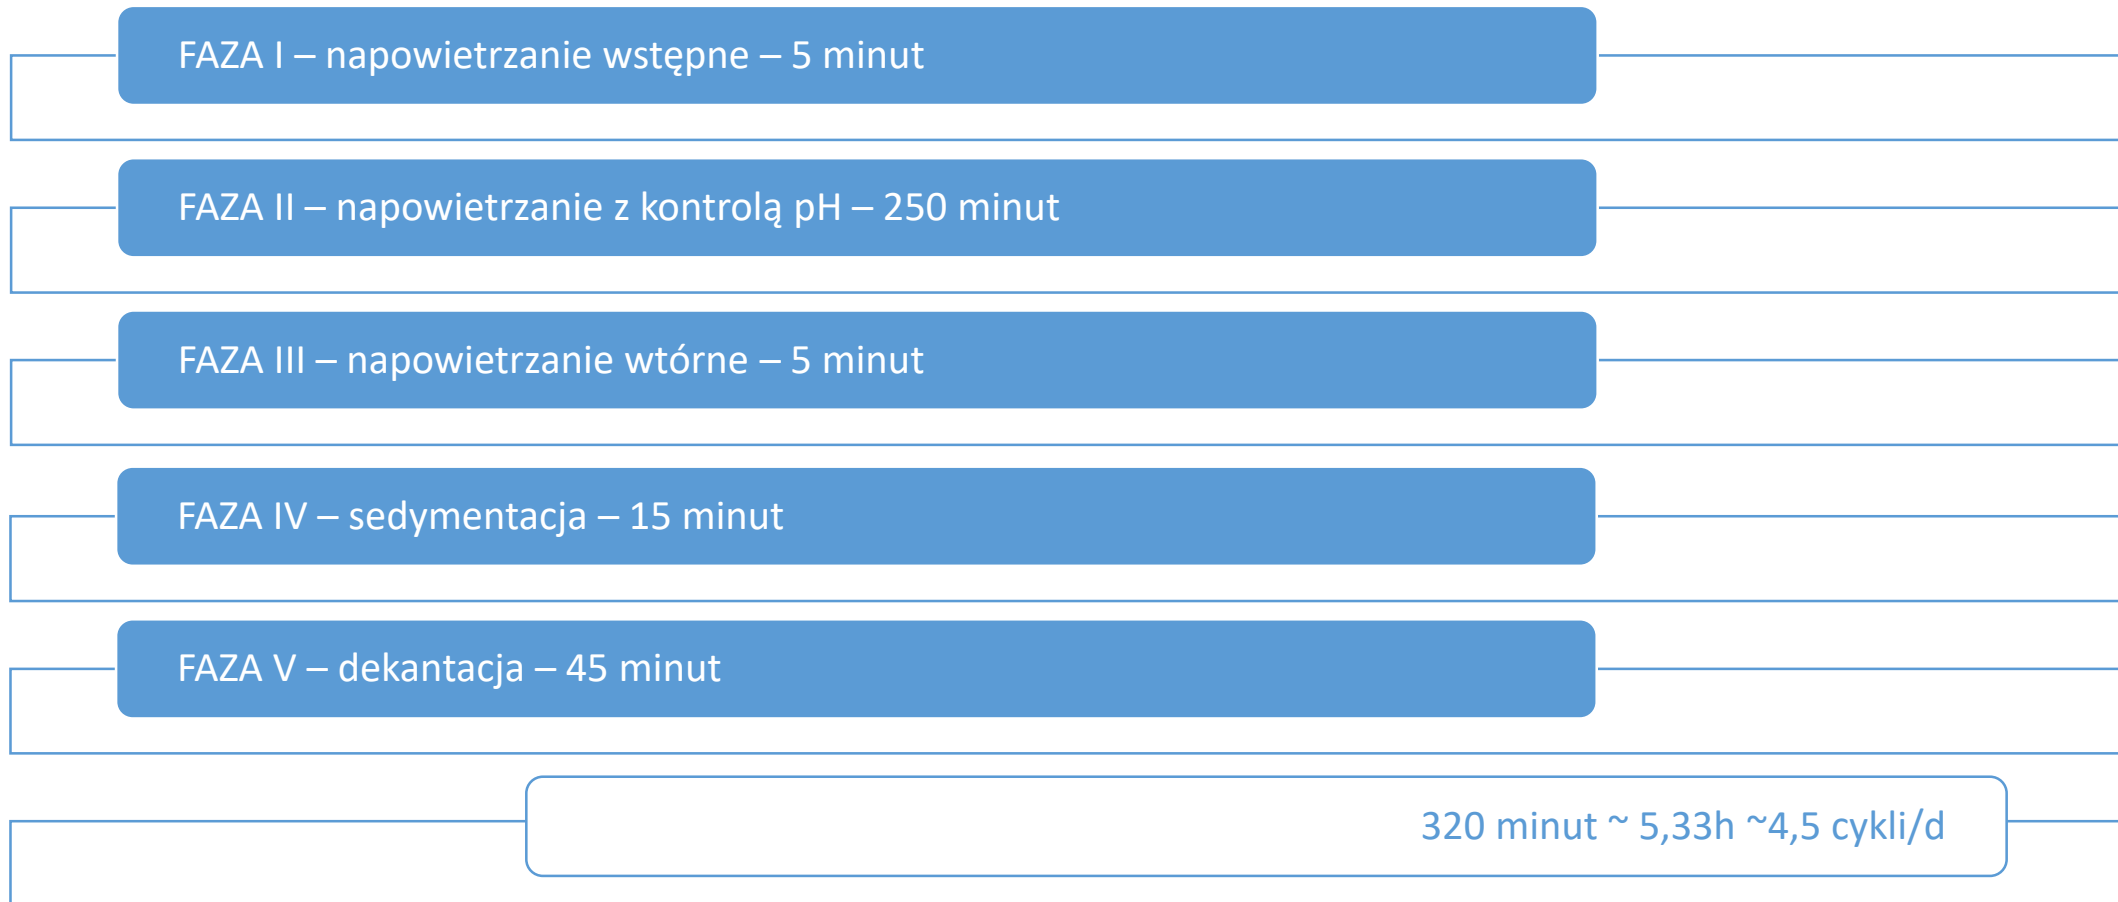 FAZA I – napowietrzanie wstępne – 5 minut
FAZA II – napowietrzanie z kontrolą pH – 250 minut
FAZA III – napowietrzanie wtórne – 5 minut
FAZA IV – sedymentacja – 15 minut
FAZA V – dekantacja – 45 minut
320 minut ~ 5,33h ~4,5 cykli/d